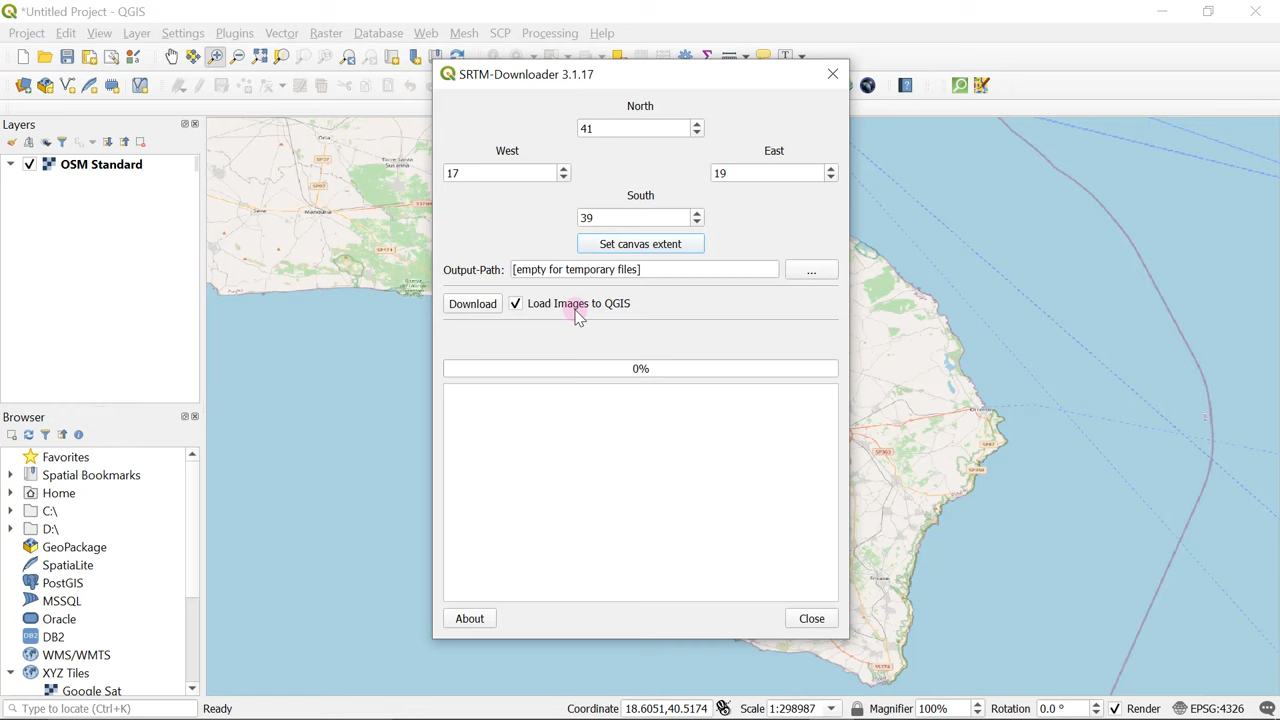 *Untitled Project - QGIS
Project Edit View Layer Settings Plugins Vector Raster Database Web Mesh SCP Processing Help
SRTM-Downloader 3.1.17
North
41
West East
17 19
South
39
Set canvas extent
Output-Path: [empty for temporary files] ...
Download Load Images to QGIS
0%
About Close
Layers
OSM Standard
Browser
Favorites
Spatial Bookmarks
Home
C:\
D:\
GeoPackage
SpatiaLite
PostGIS
MSSQL
Oracle
DB2
WMS/WMTS
XYZ Tiles
Google Sat
Oria
Manduria
Type to locate (Ctrl+K) Ready Coordinate 18.6051,40.5174 Scale 1:298987 Magnifier 100% Rotation 0.0 ° Render EPSG:4326